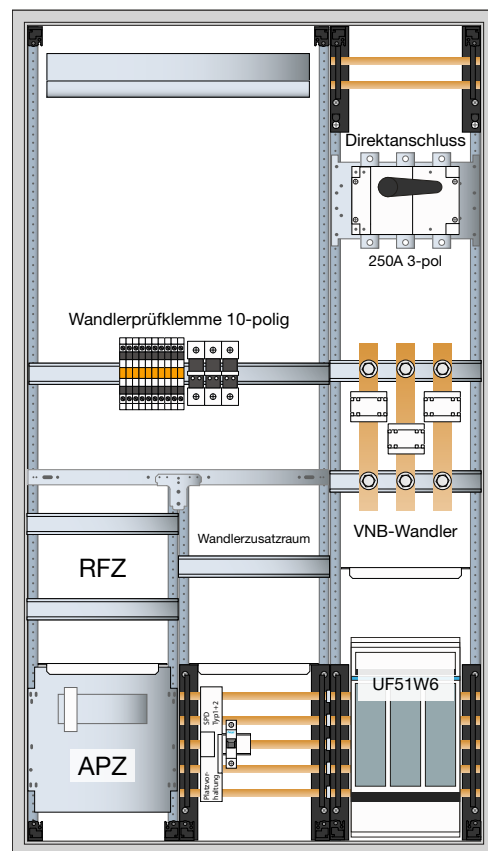 Direktanschluss
250A 3-pol
Wandlerprüfklemme 10-polig
VNB-Wandler
Wandlerzusatzraum
RFZ
UF51W6
SPD
Typ1+2
Platzvor-
haltung
APZ